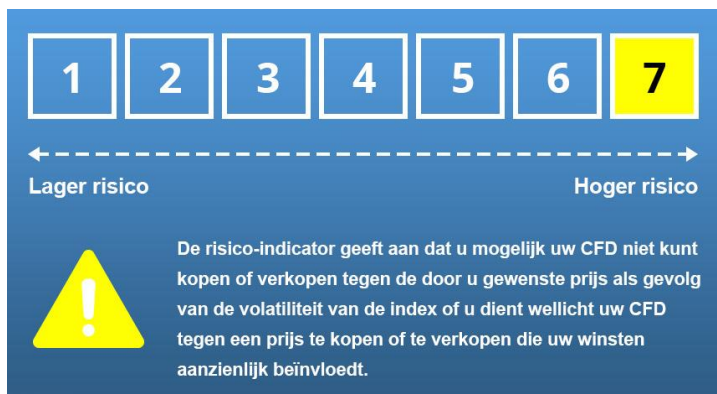 1 2 3 4 5 6 7
Lager risico Hoger risico
De risico-indicator geeft aan dat u mogelijk uw CFD niet kunt
kopen of verkopen tegen de door u gewenste prijs als gevolg
van de volatiliteit van de index of u dient wellicht uw CFD
tegen een prijs te kopen of te verkopen die uw winsten
aanzienlijk beïnvloedt.